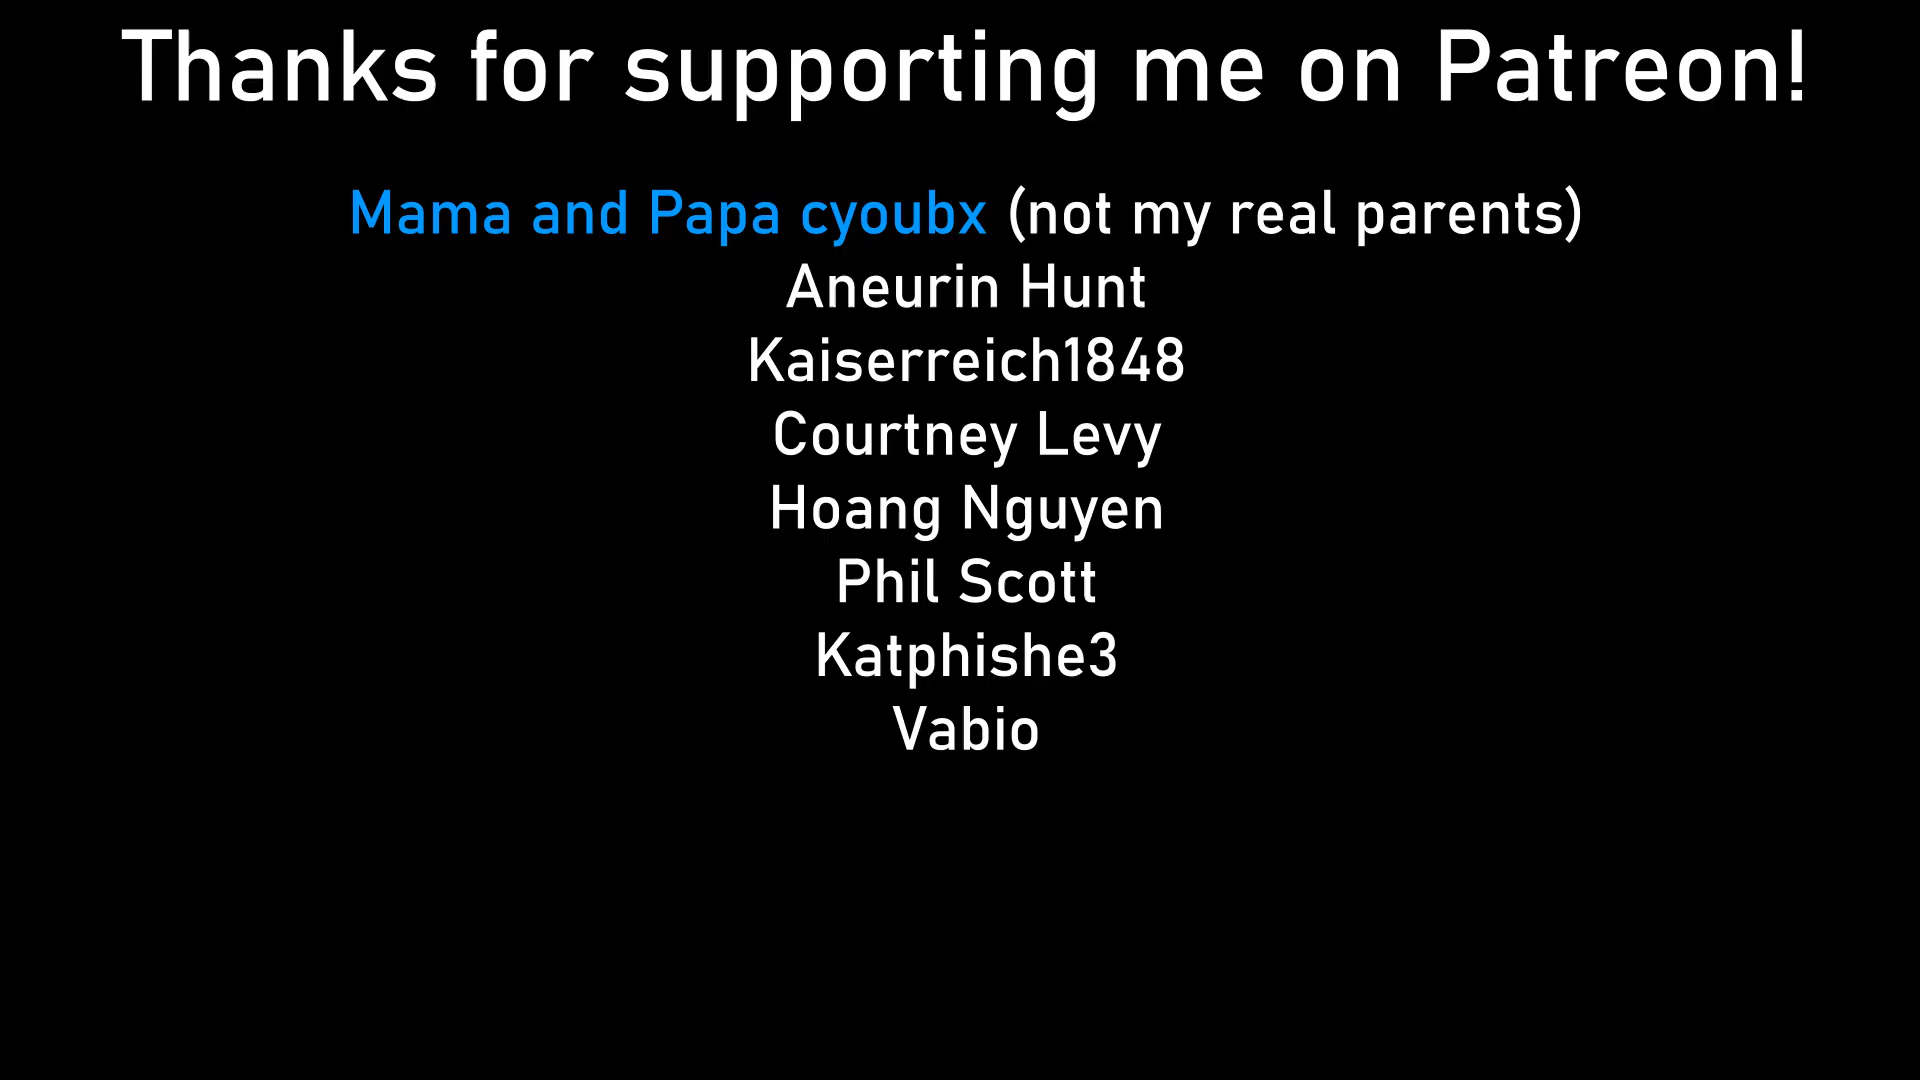 Thanks for supporting me on Patreon!
Mama and Papa cyoubx (not my real parents)
Aneurin Hunt
Kaiserreich1848
Courtney Levy
Hoang Nguyen
Phil Scott
Katphishe3
Vabio